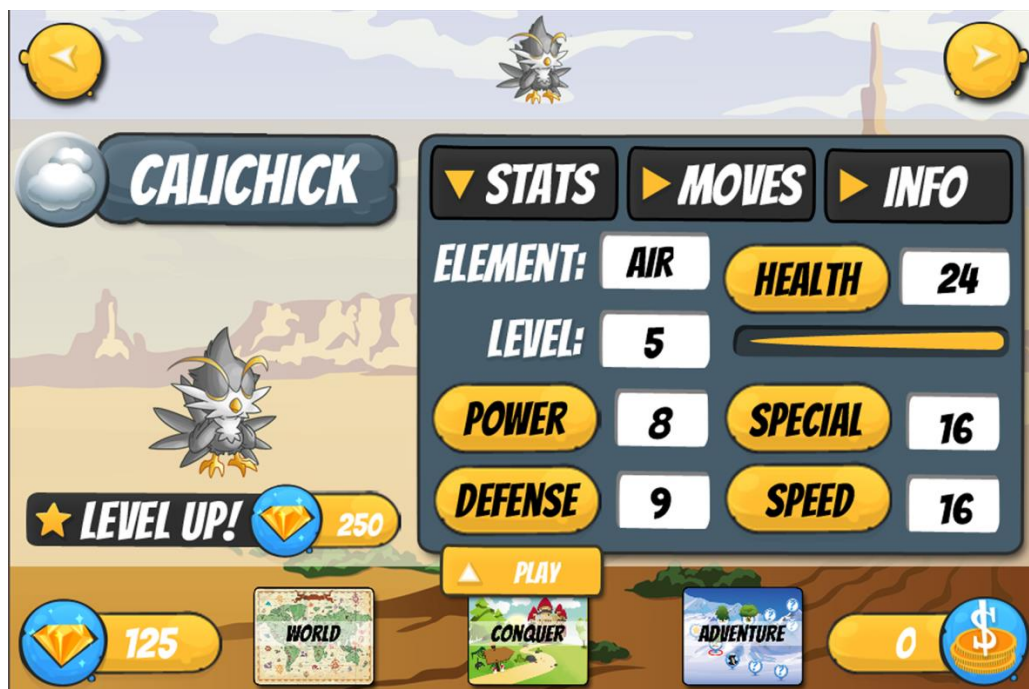 CALICHICK
STATS
MOVES
INFO
ELEMENT: AIR
HEALTH 24
LEVEL: 5
POWER 8
SPECIAL 16
DEFENSE 9
SPEED 16
LEVEL UP! 250
PLAY
125
WORLD
CONQUER
ADVENTURE
0
$